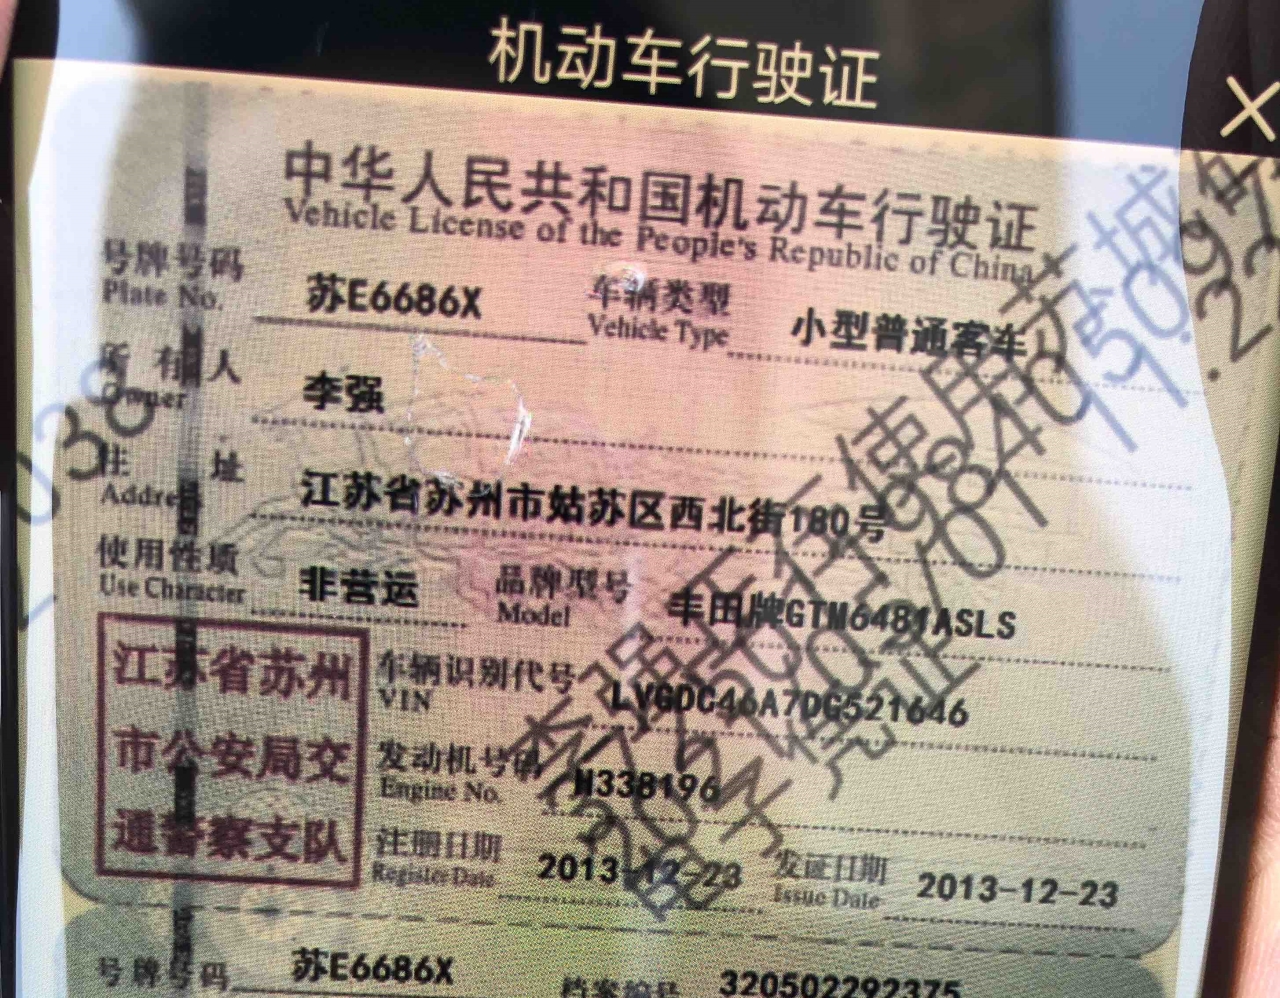 机动车行驶证
中华人民共和国机动车行驶证
Vehicle License of the People's Republic of China
号牌号码 苏E6686X 车辆类型 小型普通客车
Plate No. Vehicle Type
所有人 李强
Owner
住址 江苏省苏州市姑苏区西北街180号
Address
使用性质 非营运 品牌型号 丰田牌GTM6481ASLS
Use Character Model
江苏省苏州
市公安局交
通警察支队
车辆识别代号 LVGDC46A7DG521646
VIN
发动机号码 H338196
Engine No.
注册日期 2013-12-23 发证日期 2013-12-23
Register Date Issue Date
号牌号码 苏E6686X 档案编号 320502292375